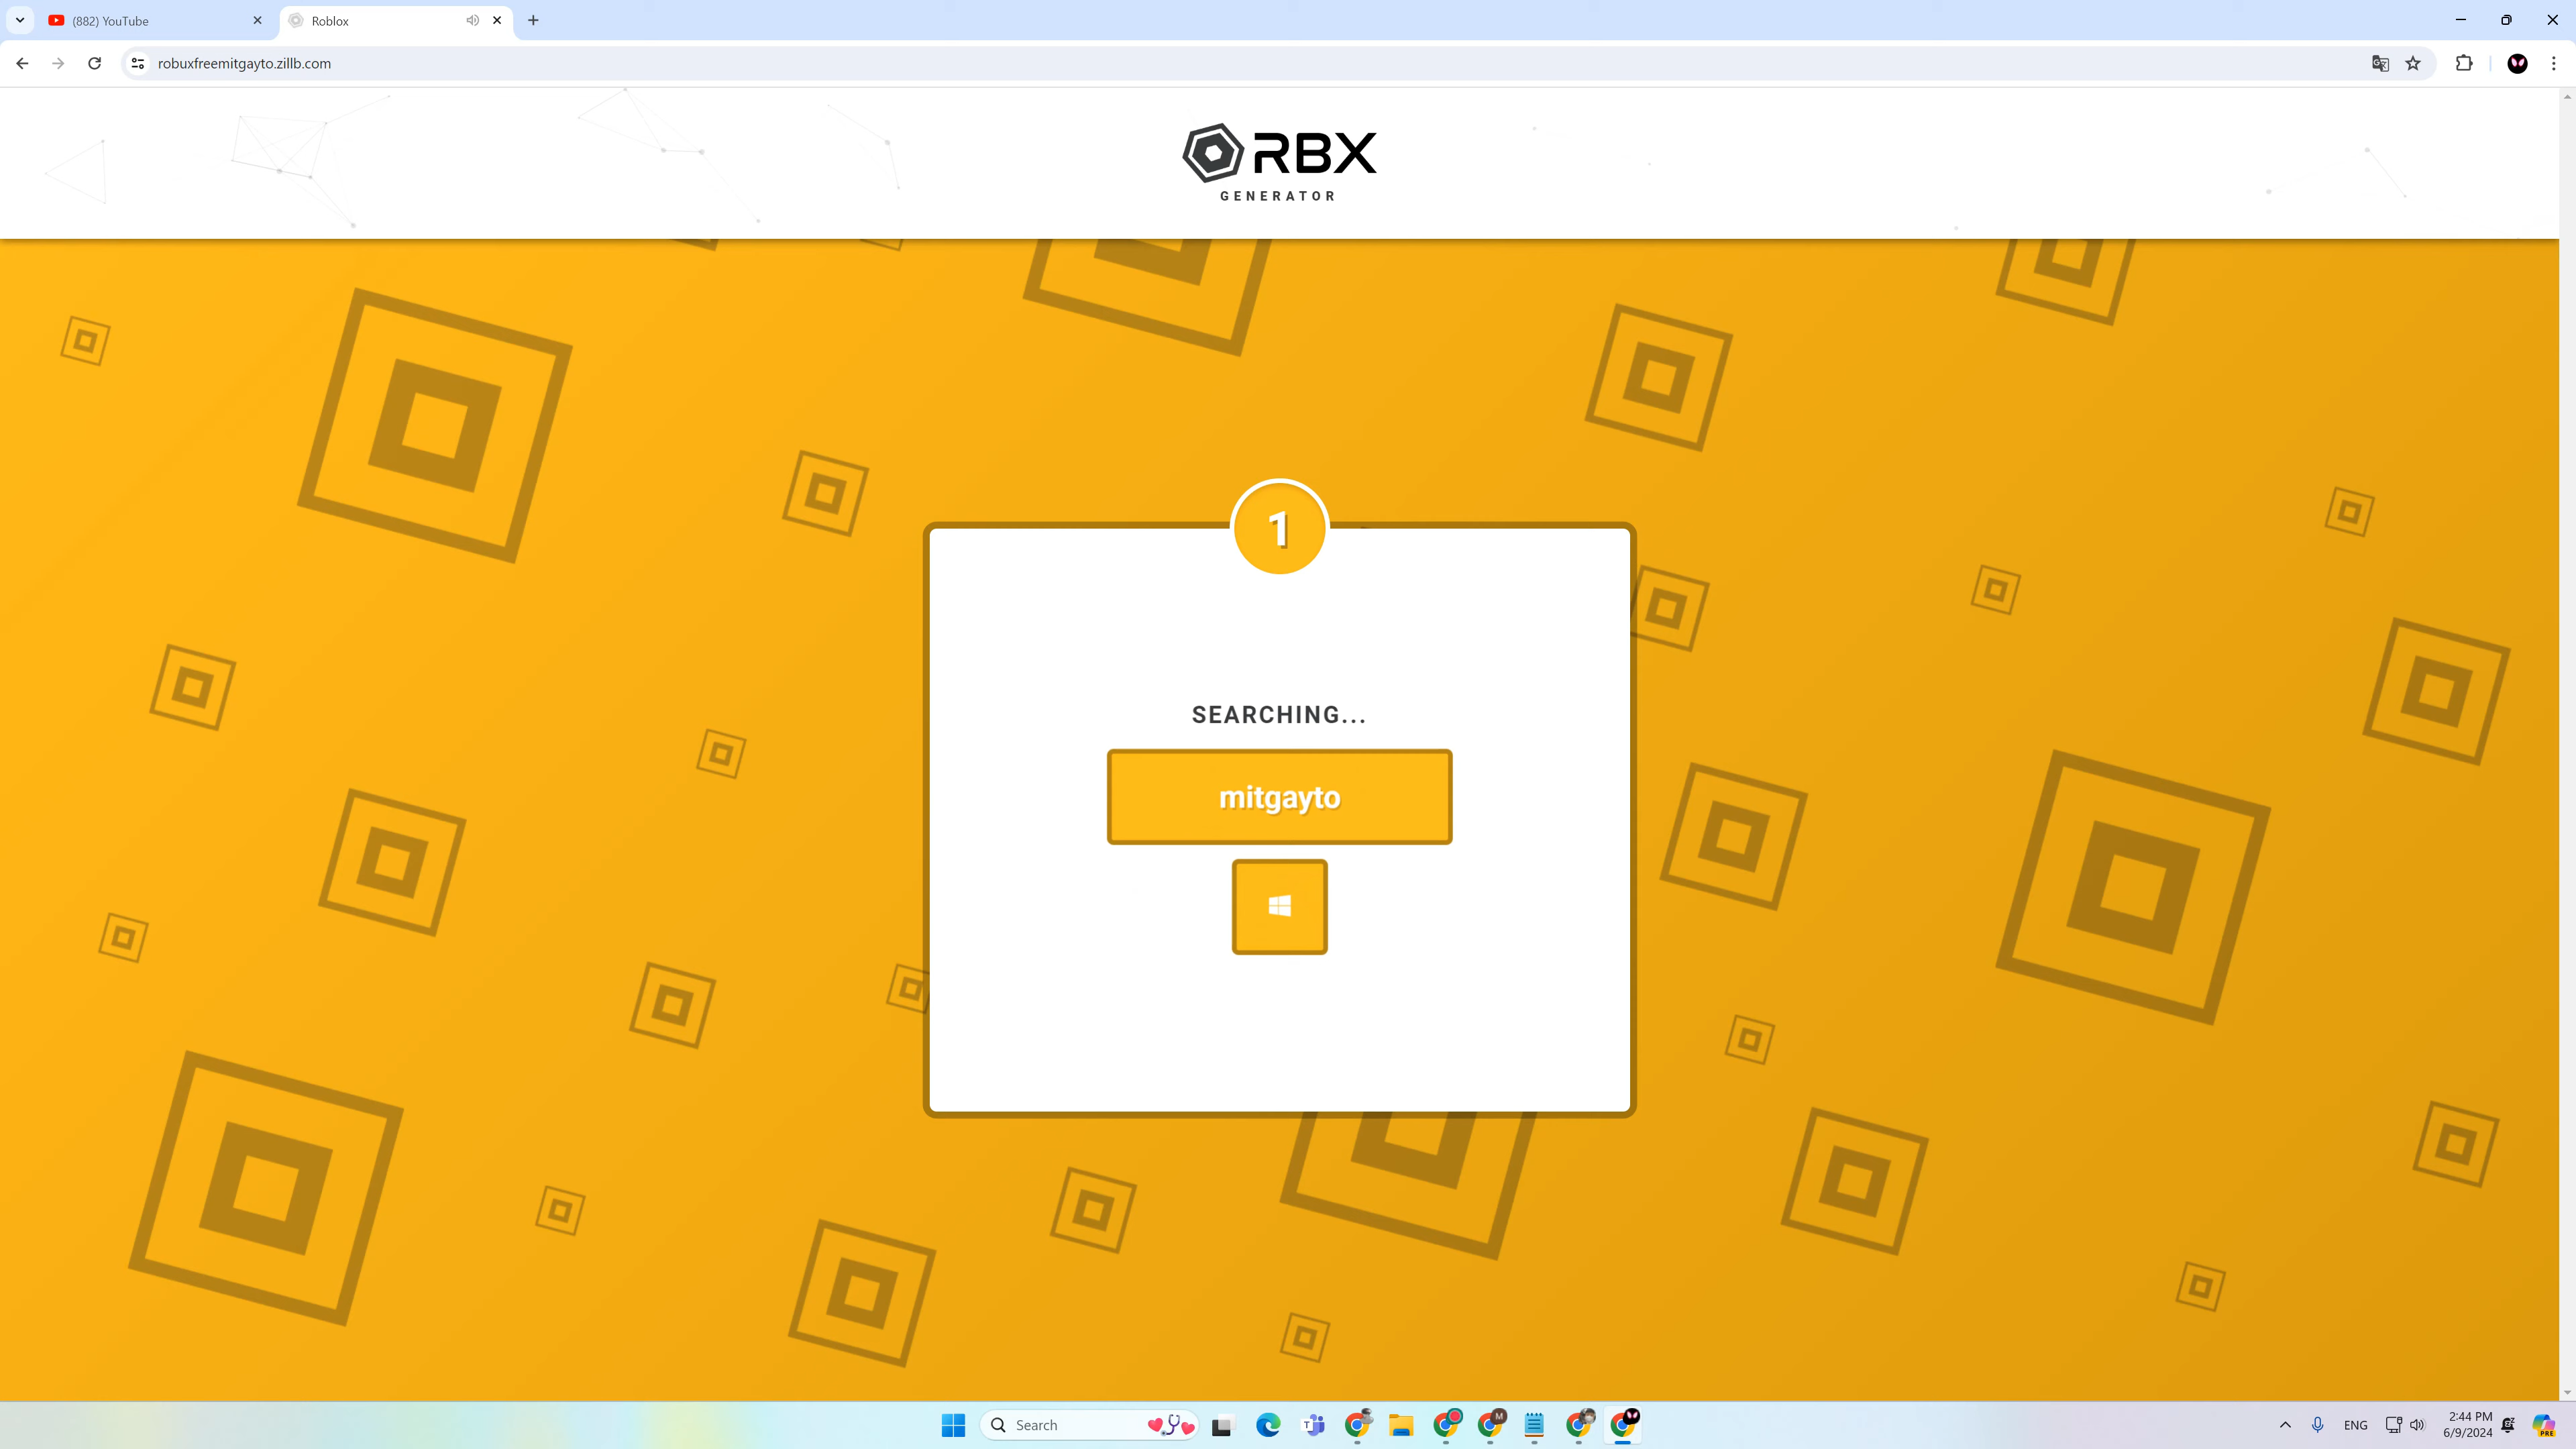 (882) YouTube
Roblox
robuxfreemitgayto.zillb.com
RBX
GENERATOR
1
SEARCHING...
mitgayto
Search
ENG
2:44 PM
6/9/2024